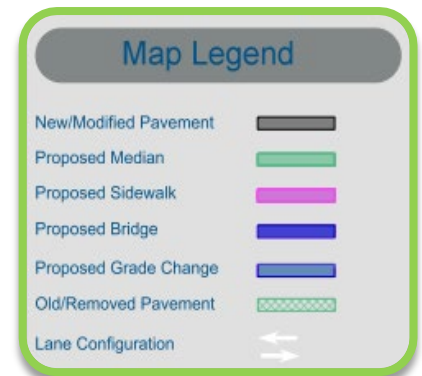 Map Legend
New/Modified Pavement
Proposed Median
Proposed Sidewalk
Proposed Bridge
Proposed Grade Change
Old/Removed Pavement
Lane Configuration